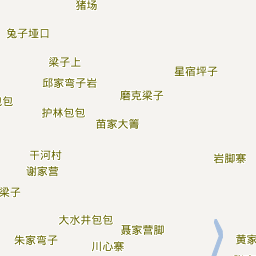 猪场
兔子垭口
梁子上
星宿坪子
邱家弯子岩
磨克梁子
包包
护林包包
苗家大箐
干河村
岩脚寨
谢家营
梁子
大水井包包
聂家营脚
朱家弯子
黄家
川心寨